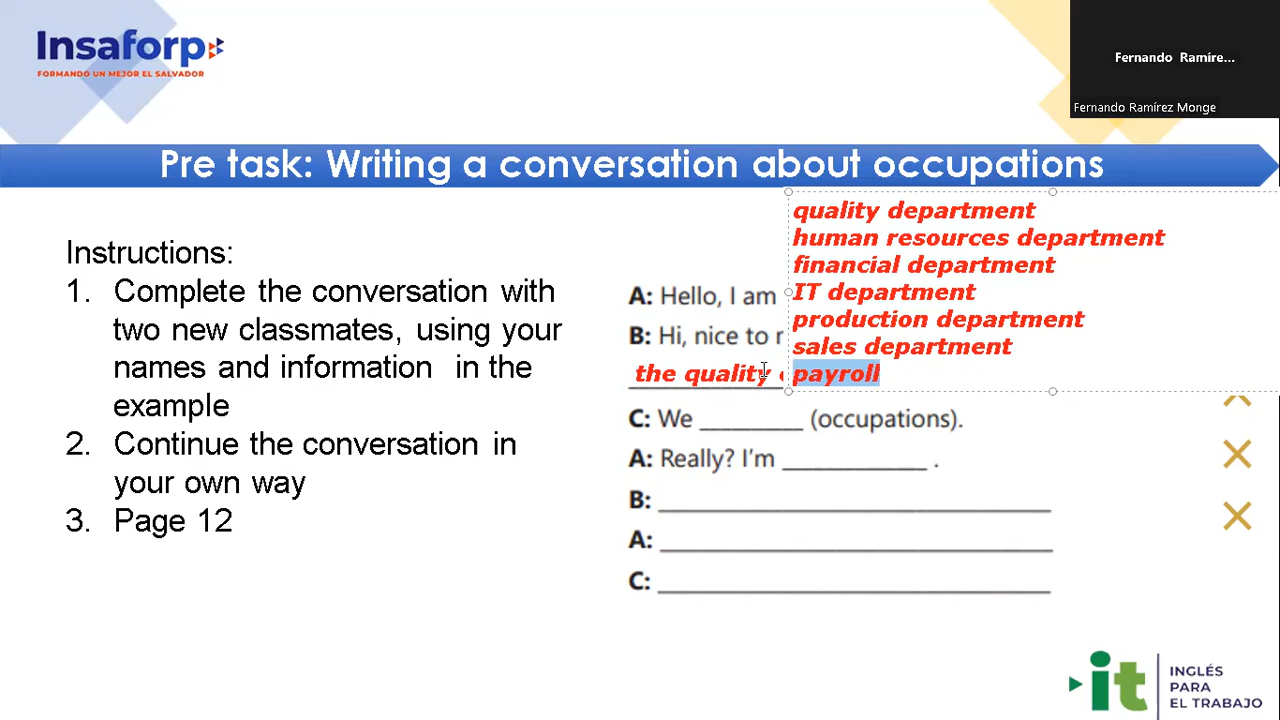 Insaforp
FORMANDO UN MEJOR EL SALVADOR
Fernando Ramíre...
Fernando Ramírez Monge
Pre task: Writing a conversation about occupations
Instructions:
1. Complete the conversation with
two new classmates, using your
names and information in the
example
2. Continue the conversation in
your own way
3. Page 12
quality department
human resources department
financial department
IT department
production department
sales department
payroll
A: Hello, I am
B: Hi, nice to
the quality
C: We _________ (occupations).
A: Really? I'm _____________ .
B: ___________________________________
A: ___________________________________
C: ___________________________________
it
INGLÉS
PARA
EL TRABAJO